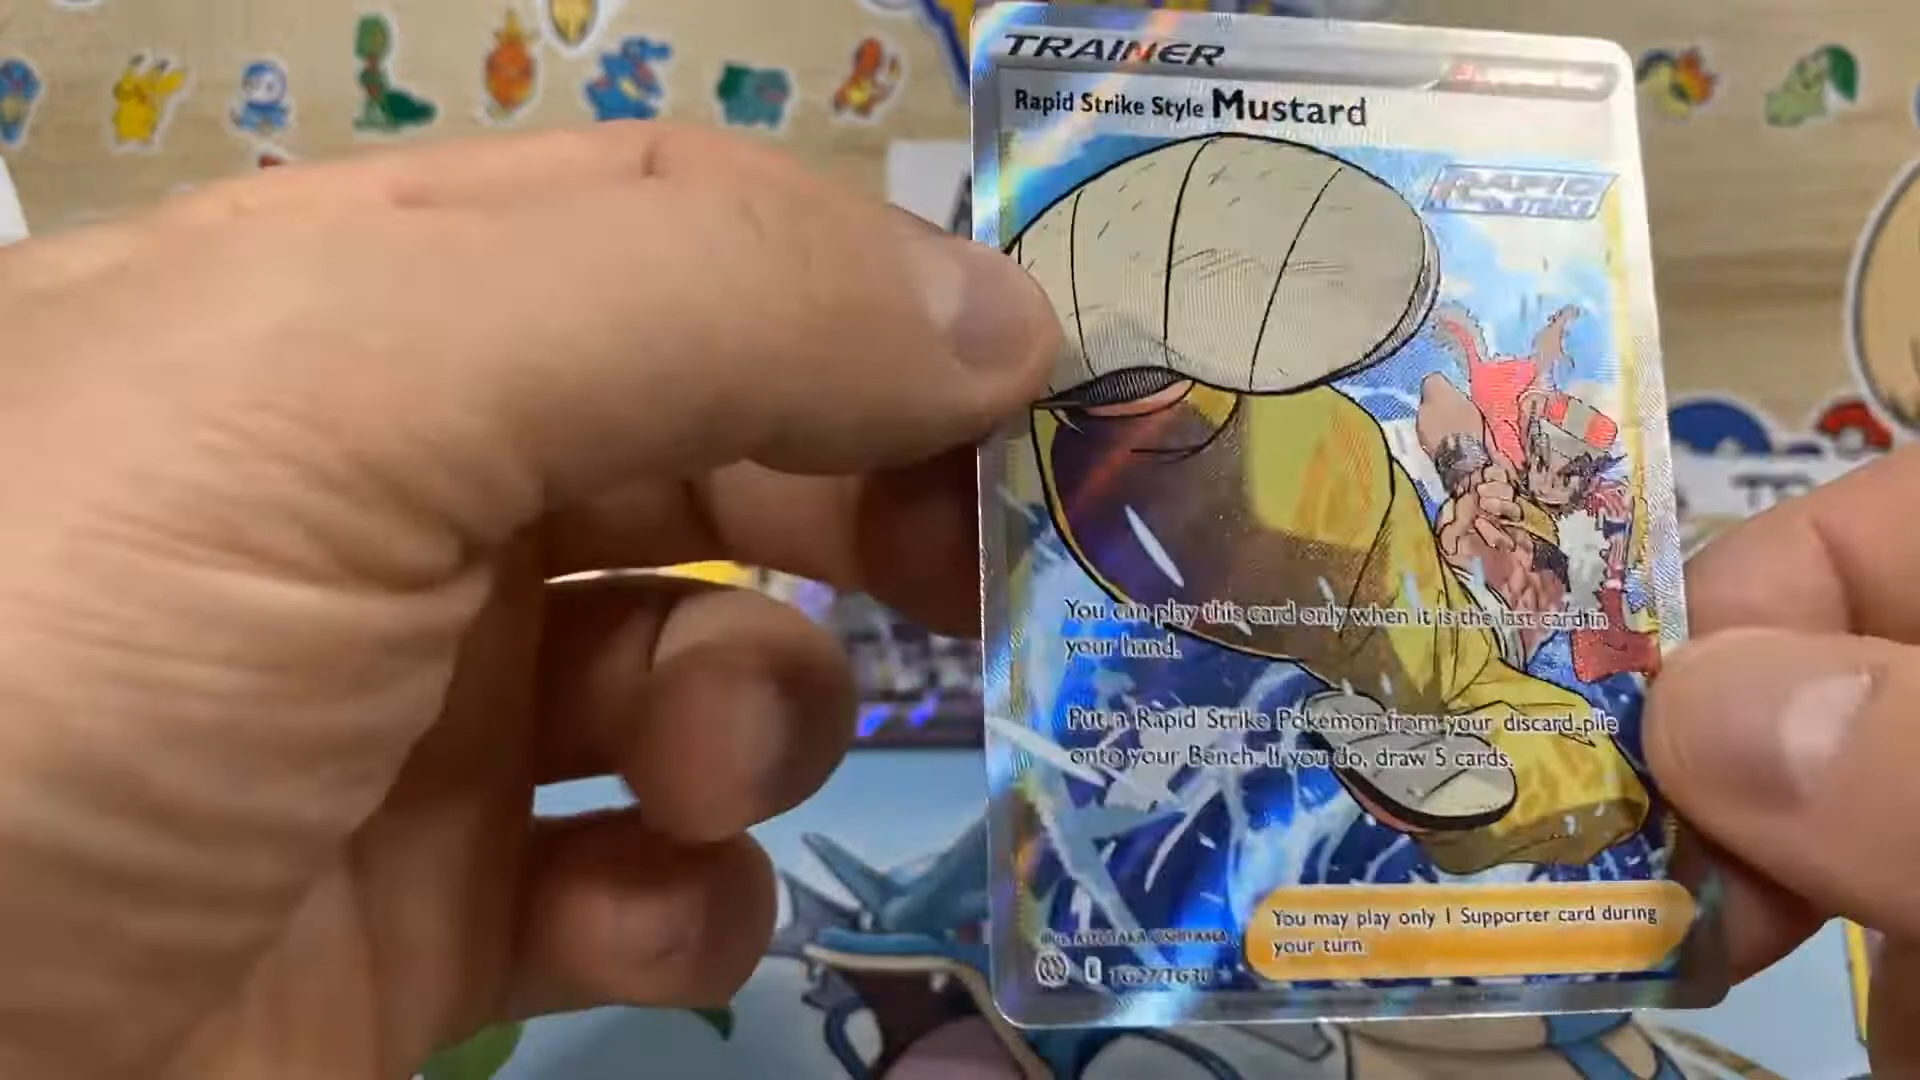 TRAINER
Rapid Strike Style Mustard
RAPID
STRIKE
You can play this card only when it is the last card in
your hand.
Put a Rapid Strike Pokémon from your discard pile
onto your Bench. If you do, draw 5 cards.
You may play only 1 Supporter card during
your turn.
TG27/TG30